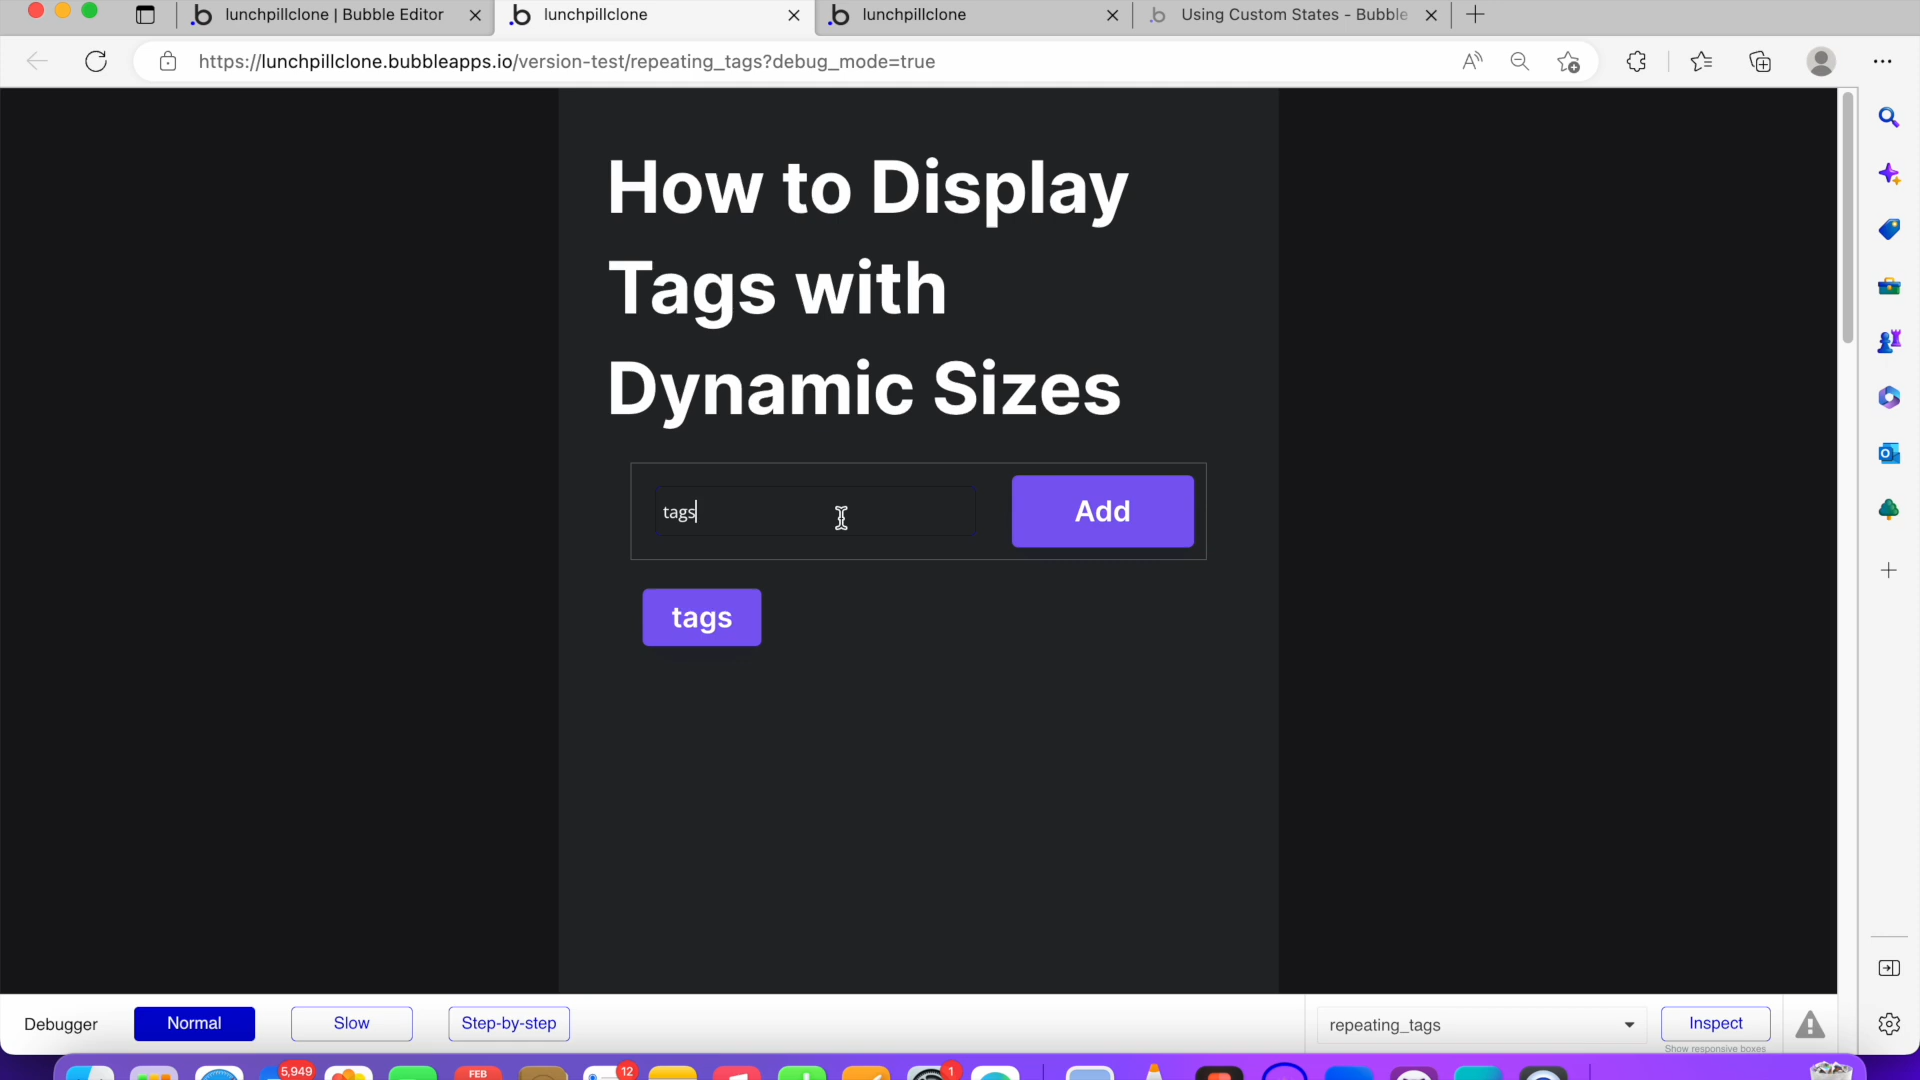 lunchpillclone | Bubble Editor
lunchpillclone
lunchpillclone
Using Custom States - Bubble
https://lunchpillclone.bubbleapps.io/version-test/repeating_tags?debug_mode=true
How to Display
Tags with
Dynamic Sizes
tags
Add
tags
Debugger
Normal
Slow
Step-by-step
repeating_tags
Inspect
Show responsive boxes
5,949
FEB
12
1